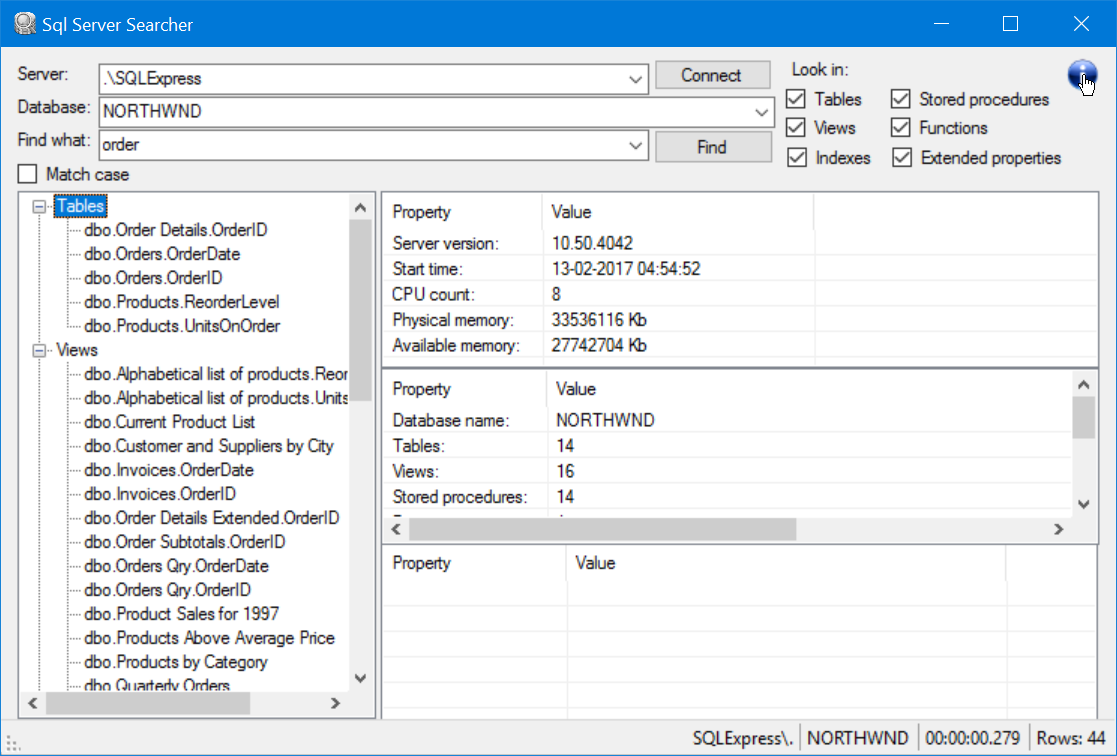 Sql Server Searcher
Server:
.\SQLExpress
Connect
Look in:
Database:
NORTHWND
Tables
Stored procedures
Find what:
order
Find
Views
Functions
Indexes
Extended properties
Match case
Tables
dbo.Order Details.OrderID
dbo.Orders.OrderDate
dbo.Orders.OrderID
dbo.Products.ReorderLevel
dbo.Products.UnitsOnOrder
Views
dbo.Alphabetical list of products.Reor
dbo.Alphabetical list of products.Units
dbo.Current Product List
dbo.Customer and Suppliers by City
dbo.Invoices.OrderDate
dbo.Invoices.OrderID
dbo.Order Details Extended.OrderID
dbo.Order Subtotals.OrderID
dbo.Orders Qry.OrderDate
dbo.Orders Qry.OrderID
dbo.Product Sales for 1997
dbo.Products Above Average Price
dbo.Products by Category
dbo.Quarterly Orders
Property Value
Server version: 10.50.4042
Start time: 13-02-2017 04:54:52
CPU count: 8
Physical memory: 33536116 Kb
Available memory: 27742704 Kb
Property Value
Database name: NORTHWND
Tables: 14
Views: 16
Stored procedures: 14
Property Value
SQLExpress\. NORTHWND 00:00:00.279 Rows: 44